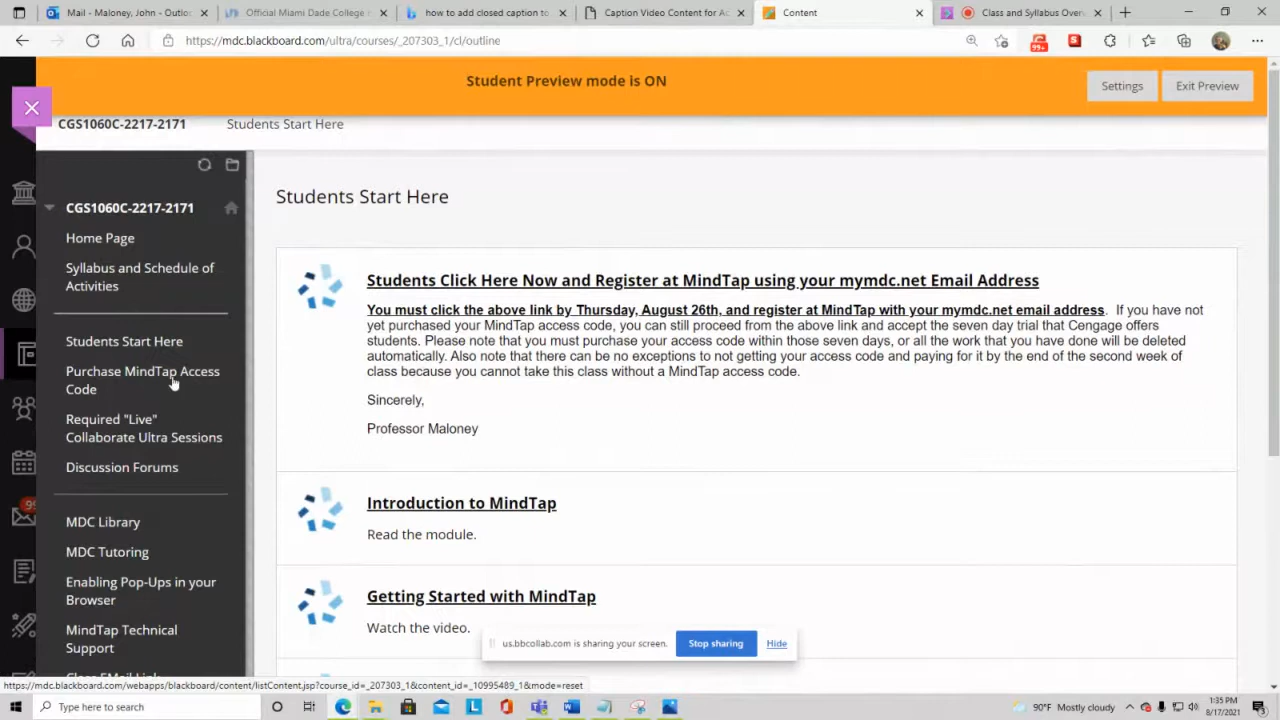 Mail - Maloney, John - Outloo
Official Miami Dade College
how to add closed caption to
Caption Video Content for Ac
Content
Class and Syllabus Over
https://mdc.blackboard.com/ultra/courses/_207303_1/cl/outline
99+
S
Student Preview mode is ON
Settings
Exit Preview
CGS1060C-2217-2171
Students Start Here
CGS1060C-2217-2171
Home Page
Syllabus and Schedule of
Activities
Students Start Here
Purchase MindTap Access
Code
Required "Live"
Collaborate Ultra Sessions
Discussion Forums
MDC Library
MDC Tutoring
Enabling Pop-Ups in your
Browser
MindTap Technical
Support
Students Start Here
Students Click Here Now and Register at MindTap using your mymdc.net Email Address
You must click the above link by Thursday, August 26th, and register at MindTap with your mymdc.net email address. If you have not
yet purchased your MindTap access code, you can still proceed from the above link and accept the seven day trial that Cengage offers
students. Please note that you must purchase your access code within those seven days, or all the work that you have done will be deleted
automatically. Also note that there can be no exceptions to not getting your access code and paying for it by the end of the second week of
class because you cannot take this class without a MindTap access code.
Sincerely,
Professor Maloney
Introduction to MindTap
Read the module.
Getting Started with MindTap
Watch the video.
us.bbcollab.com is sharing your screen.
Stop sharing
Hide
https://mdc.blackboard.com/webapps/blackboard/content/listContent.jsp?course_id=_207303_1&content_id=_10995489_1&mode=reset
Type here to search
90°F Mostly cloudy
1:35 PM
8/17/2021